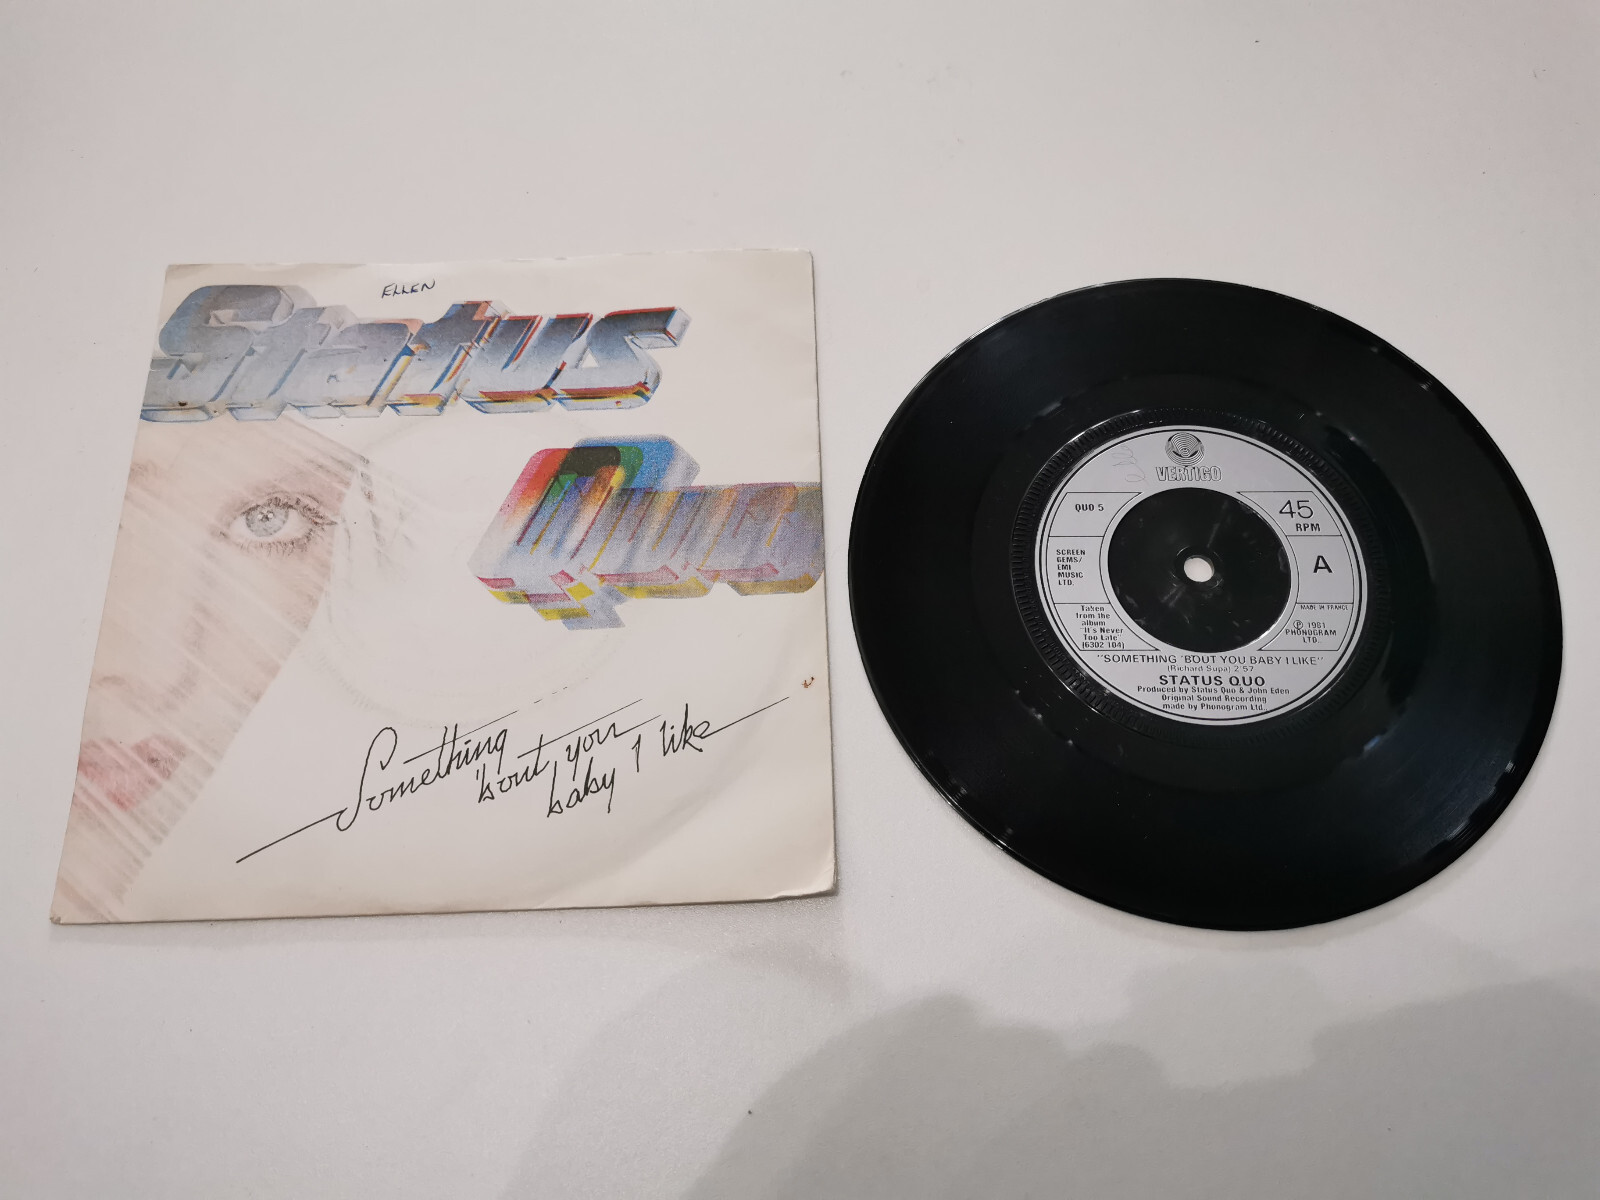 ELLEN
Status
Quo
Something
'bout you
baby I like
VERTIGO
QUO 5
45
RPM
SCREEN
GEMS/
EMI
MUSIC
LTD.
A
Taken
from the
album
"It's Never
Too Late"
(6302 104)
MADE IN FRANCE
℗ 1981
PHONOGRAM
LTD.
"SOMETHING 'BOUT YOU BABY I LIKE"
(Richard Supa) 2'57
STATUS QUO
Produced by Status Quo & John Eden
Original Sound Recording
made by Phonogram Ltd.